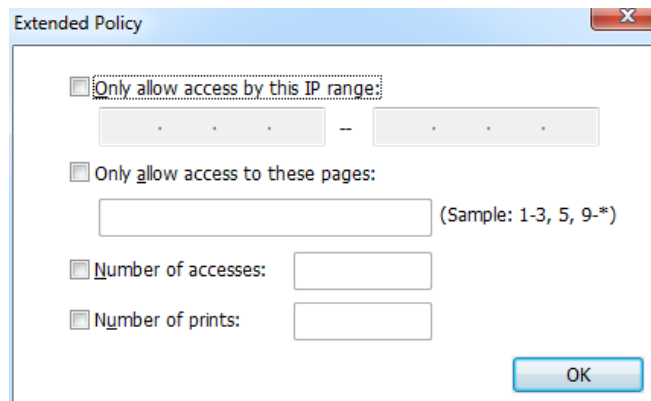 Extended Policy
Only allow access by this IP range:
. . . -- . . .
Only allow access to these pages:
(Sample: 1-3, 5, 9-*)
Number of accesses:
Number of prints:
OK